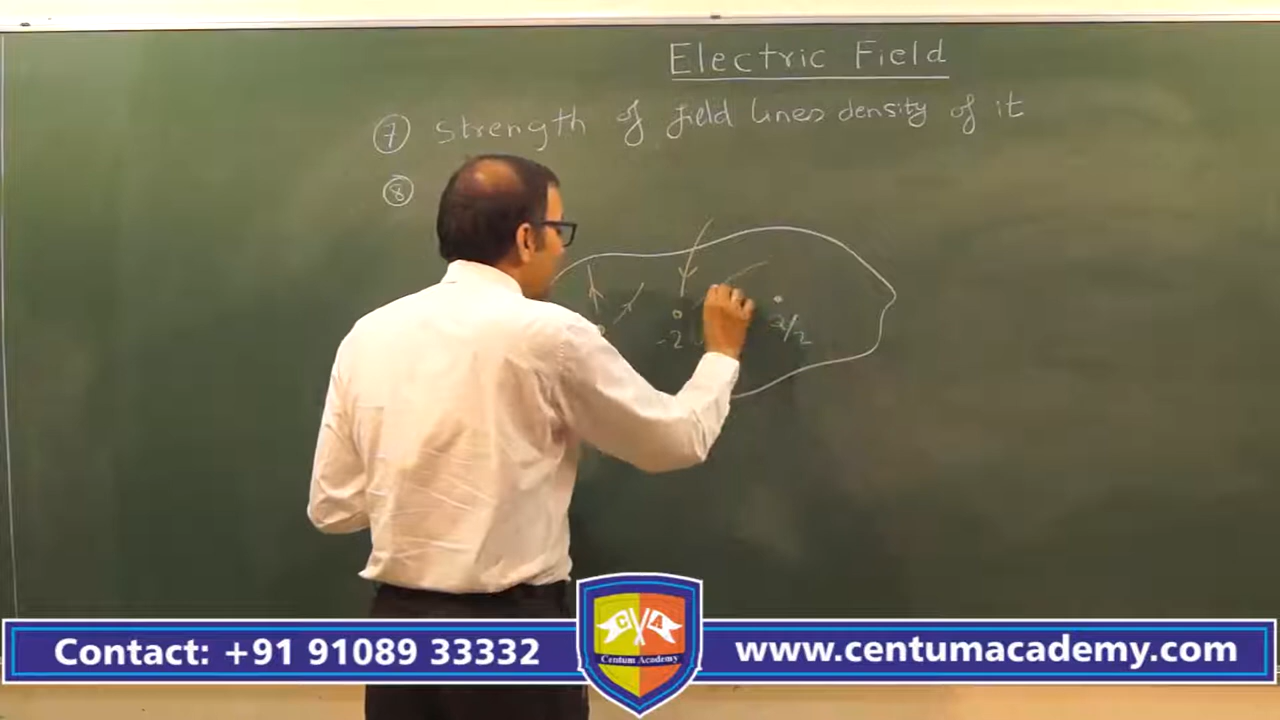 Electric Field
7 Strength of field lines density of it
8
-2
2/2
C A
Centum Academy
Contact: +91 91089 33332
www.centumacademy.com